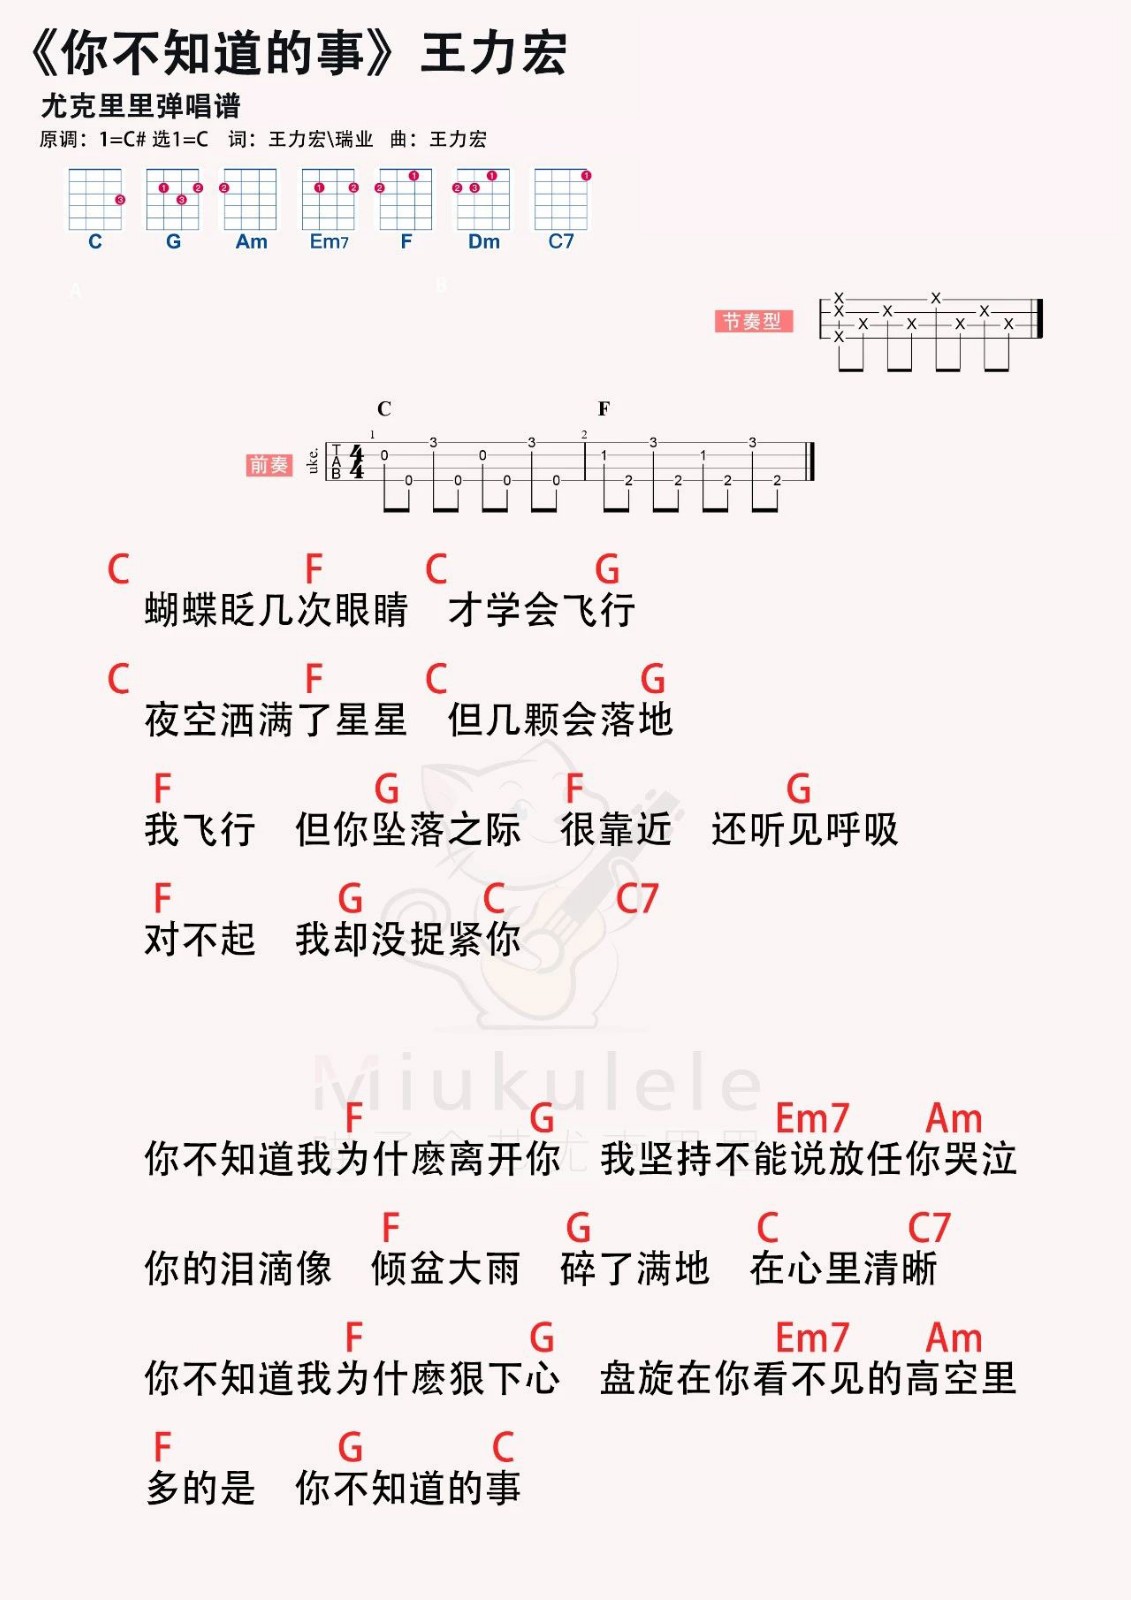 《你不知道的事》王力宏
尤克里里弹唱谱
原调：1=C# 选1=C 词：王力宏\瑞业 曲：王力宏
C G Am Em7 F Dm C7
A B
节奏型
C F
前奏 uke. TAB 4/4 1 0 0 3 0 0 0 3 0 2 1 2 3 2 1 2 3 2
C F C G
蝴蝶眨几次眼睛 才学会飞行
C F C G
夜空洒满了星星 但几颗会落地
F G F G
我飞行 但你坠落之际 很靠近 还听见呼吸
F G C C7
对不起 我却没捉紧你
Miukulele
F G Em7 Am
你不知道我为什麽离开你 我坚持不能说放任你哭泣
F G C C7
你的泪滴像 倾盆大雨 碎了满地 在心里清晰
F G Em7 Am
你不知道我为什麽狠下心 盘旋在你看不见的高空里
F G C
多的是 你不知道的事